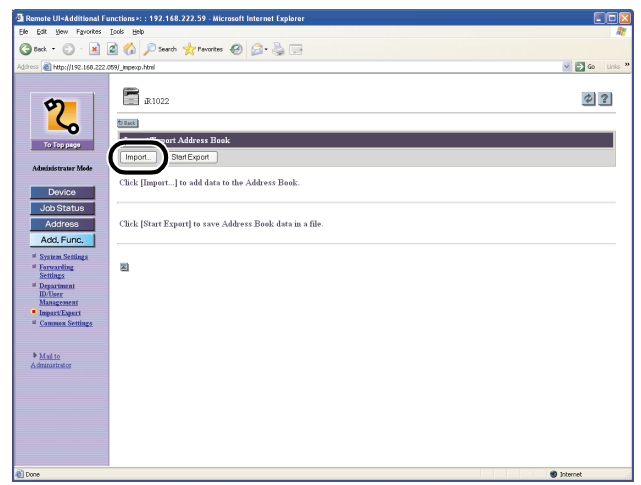 Remote UI<Additional Functions>: : 192.168.222.59 - Microsoft Internet Explorer
File Edit View Favorites Tools Help
Back Search Favorites
Address http://192.168.222.059/_impexp.html Go Links »
iR1022
Back
To Top page
Import/Export Address Book
Import... Start Export
Administrator Mode
Click [Import...] to add data to the Address Book.
Device
Job Status
Address
Click [Start Export] to save Address Book data in a file.
Add. Func.
System Settings
Forwarding
Settings
Department
ID/User
Management
Import/Export
Common Settings
Mail to
Administrator
Done Internet